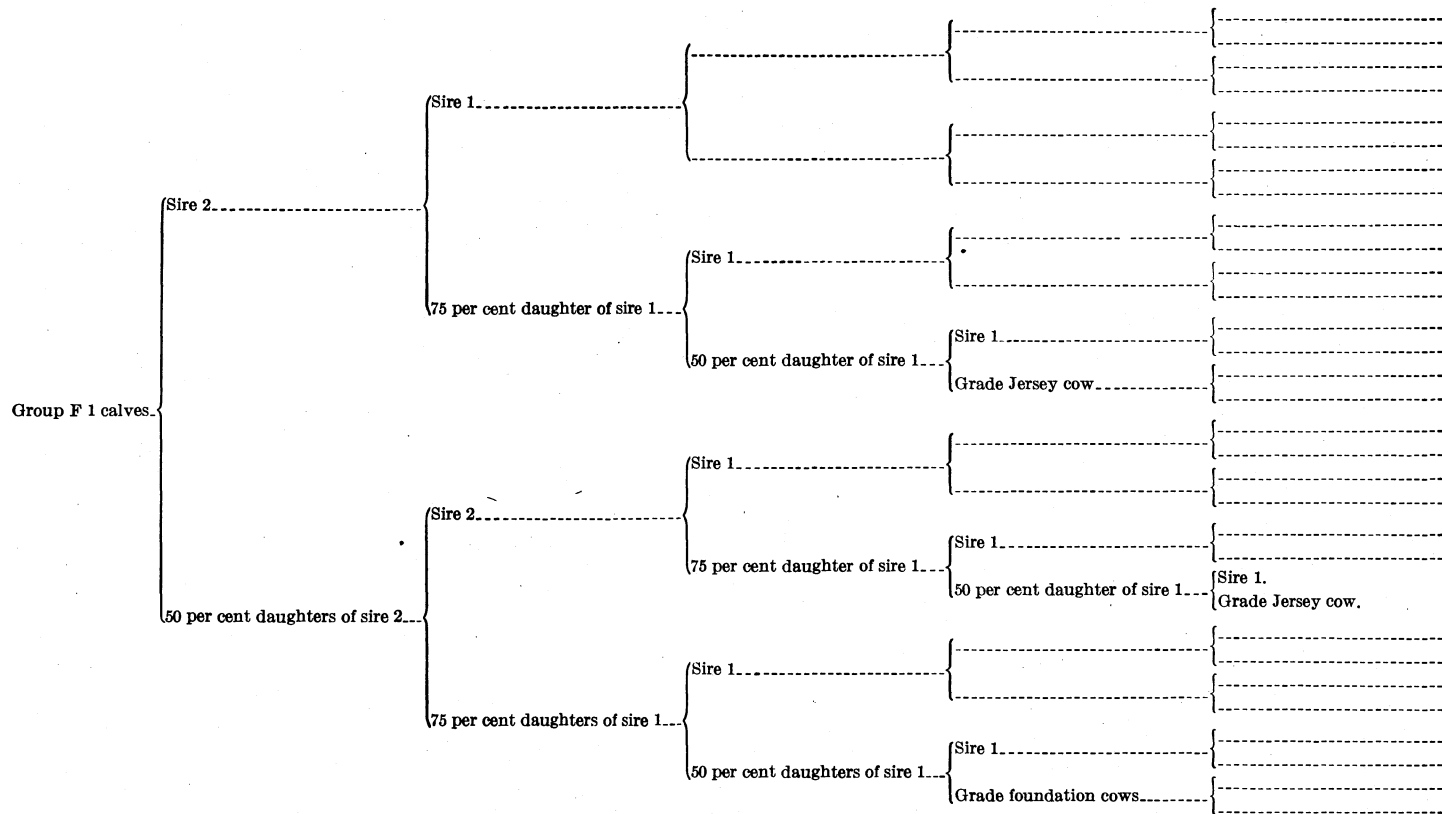 Sire 1
Sire 2
Sire 1
75 per cent daughter of sire 1
Sire 1
50 per cent daughter of sire 1
Grade Jersey cow
Group F 1 calves
Sire 1
Sire 2
Sire 1
75 per cent daughter of sire 1
50 per cent daughter of sire 1
Sire 1.
Grade Jersey cow.
50 per cent daughters of sire 2
Sire 1
75 per cent daughters of sire 1
Sire 1
50 per cent daughters of sire 1
Grade foundation cows